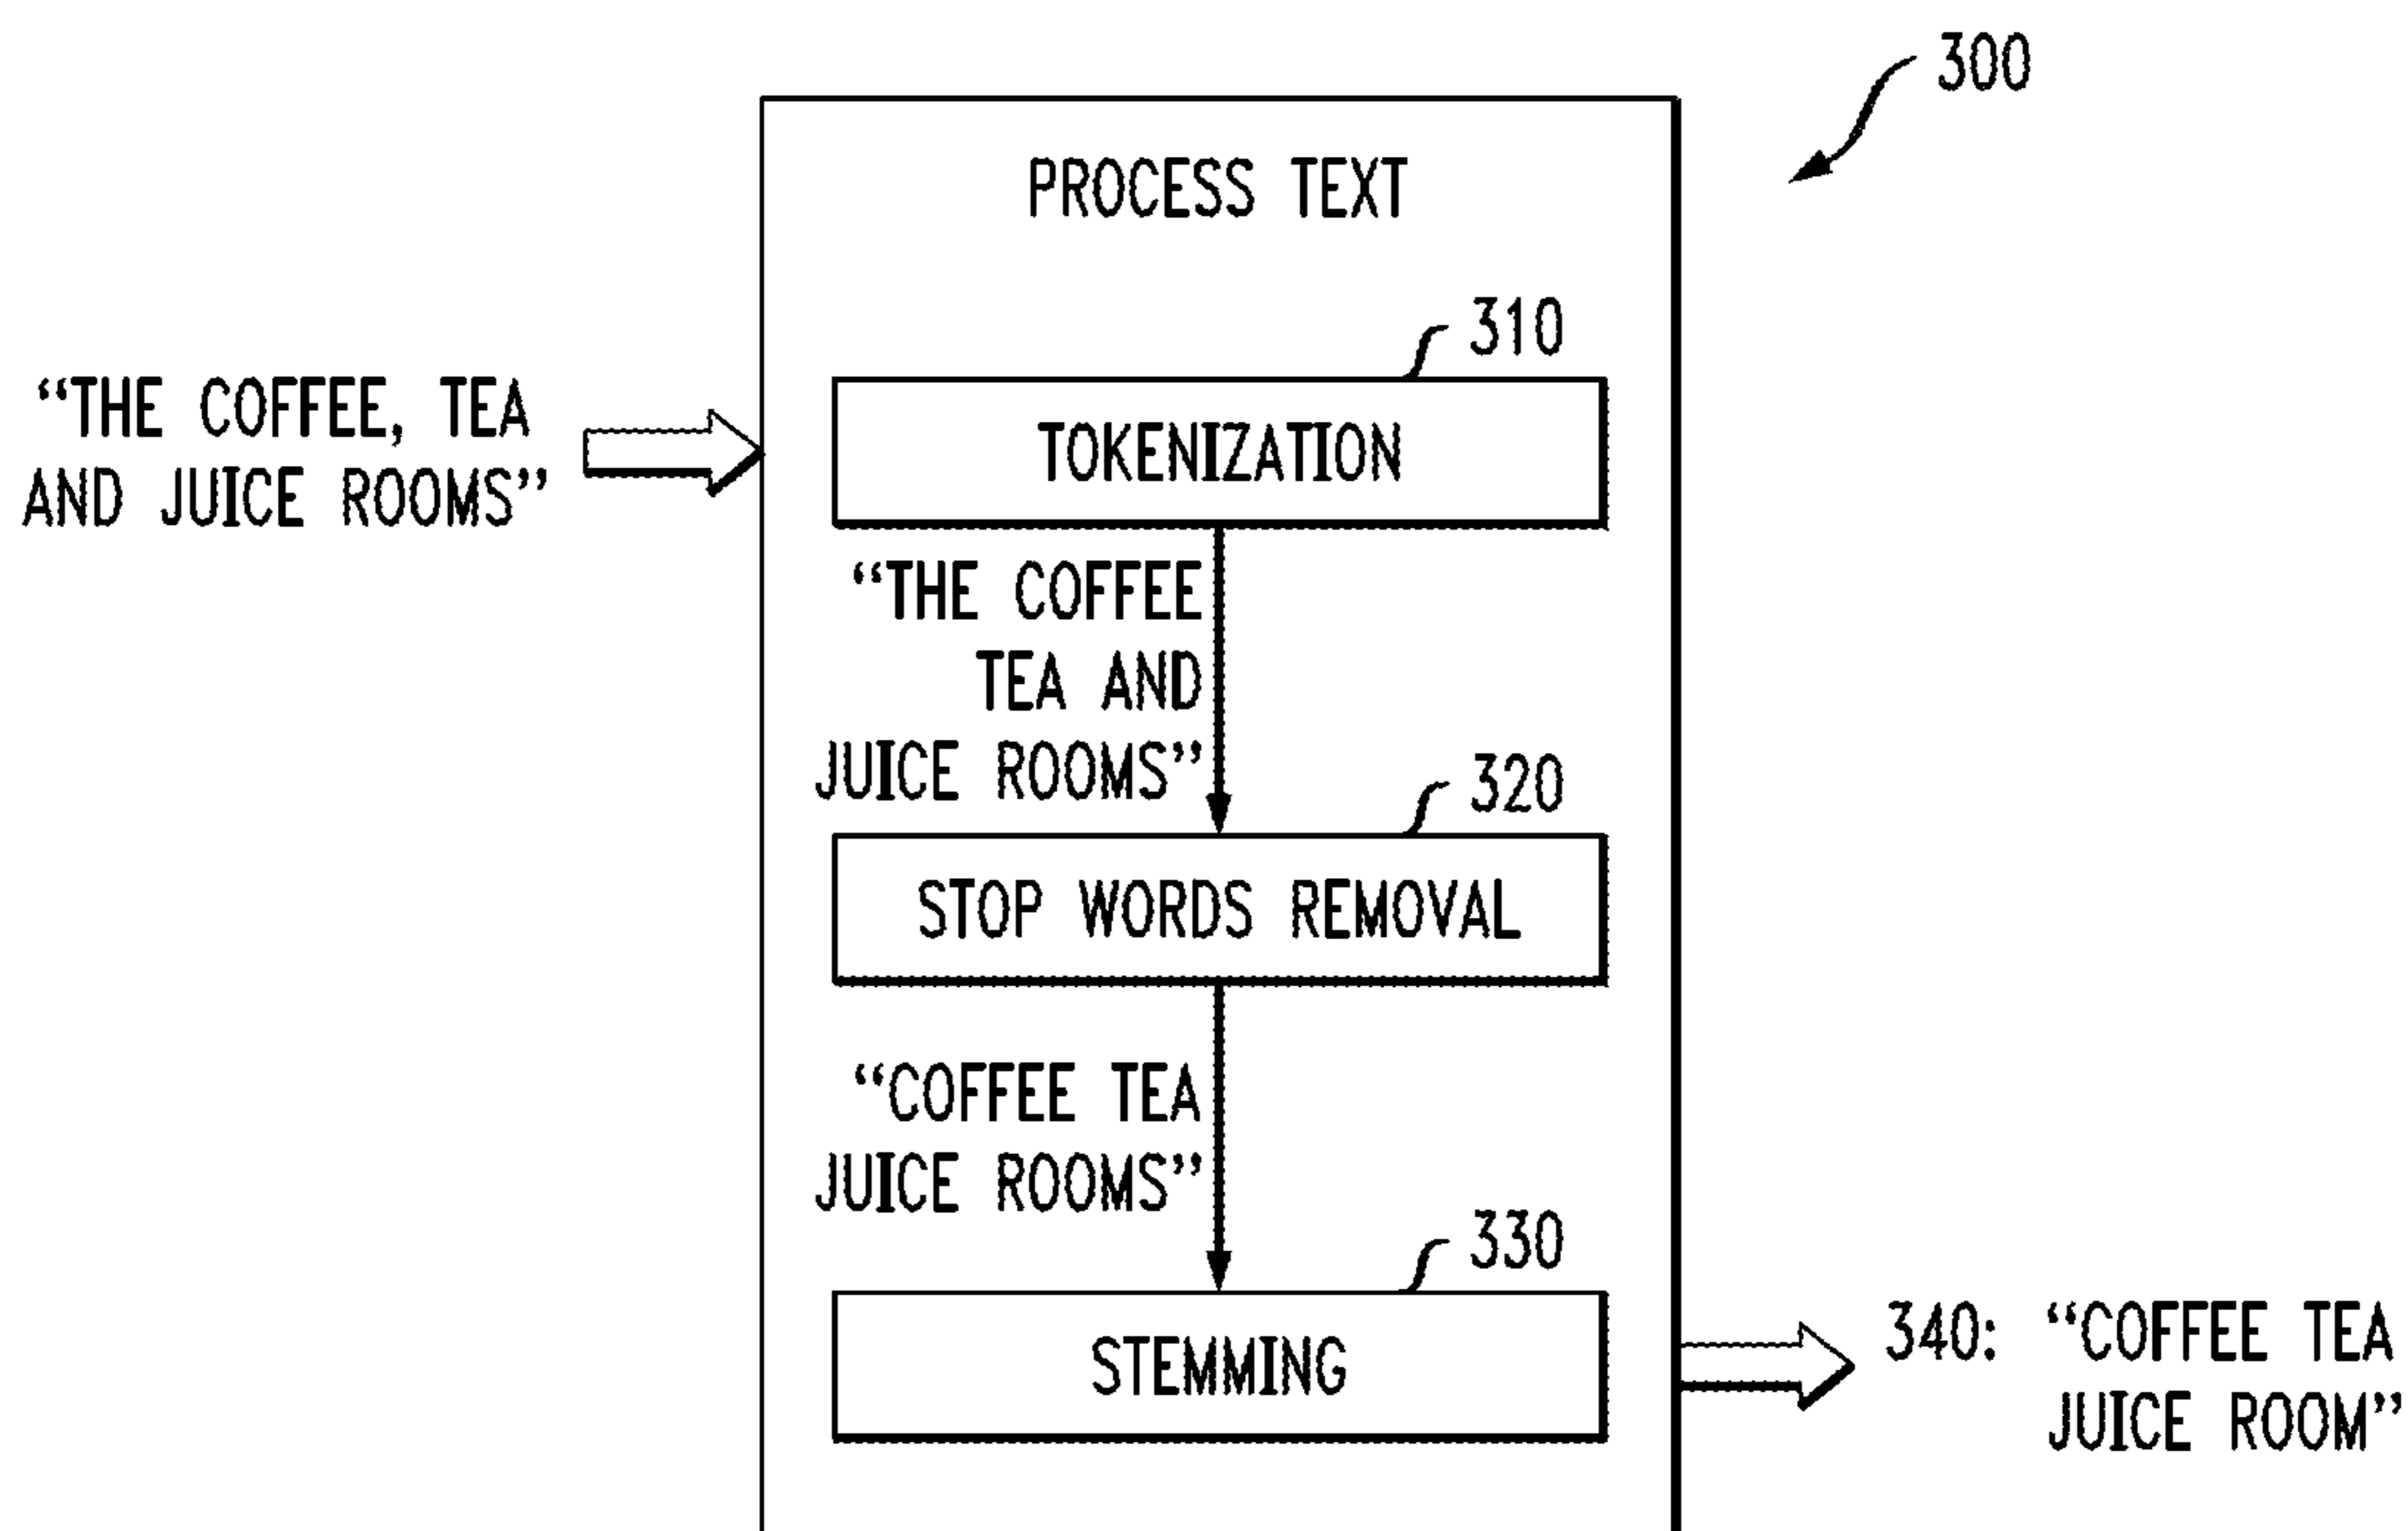 300
PROCESS TEXT
310
“THE COFFEE, TEA
AND JUICE ROOMS”
TOKENIZATION
“THE COFFEE
TEA AND
JUICE ROOMS”
320
STOP WORDS REMOVAL
“COFFEE TEA
JUICE ROOMS”
330
STEMMING
340: “COFFEE TEA
JUICE ROOM”